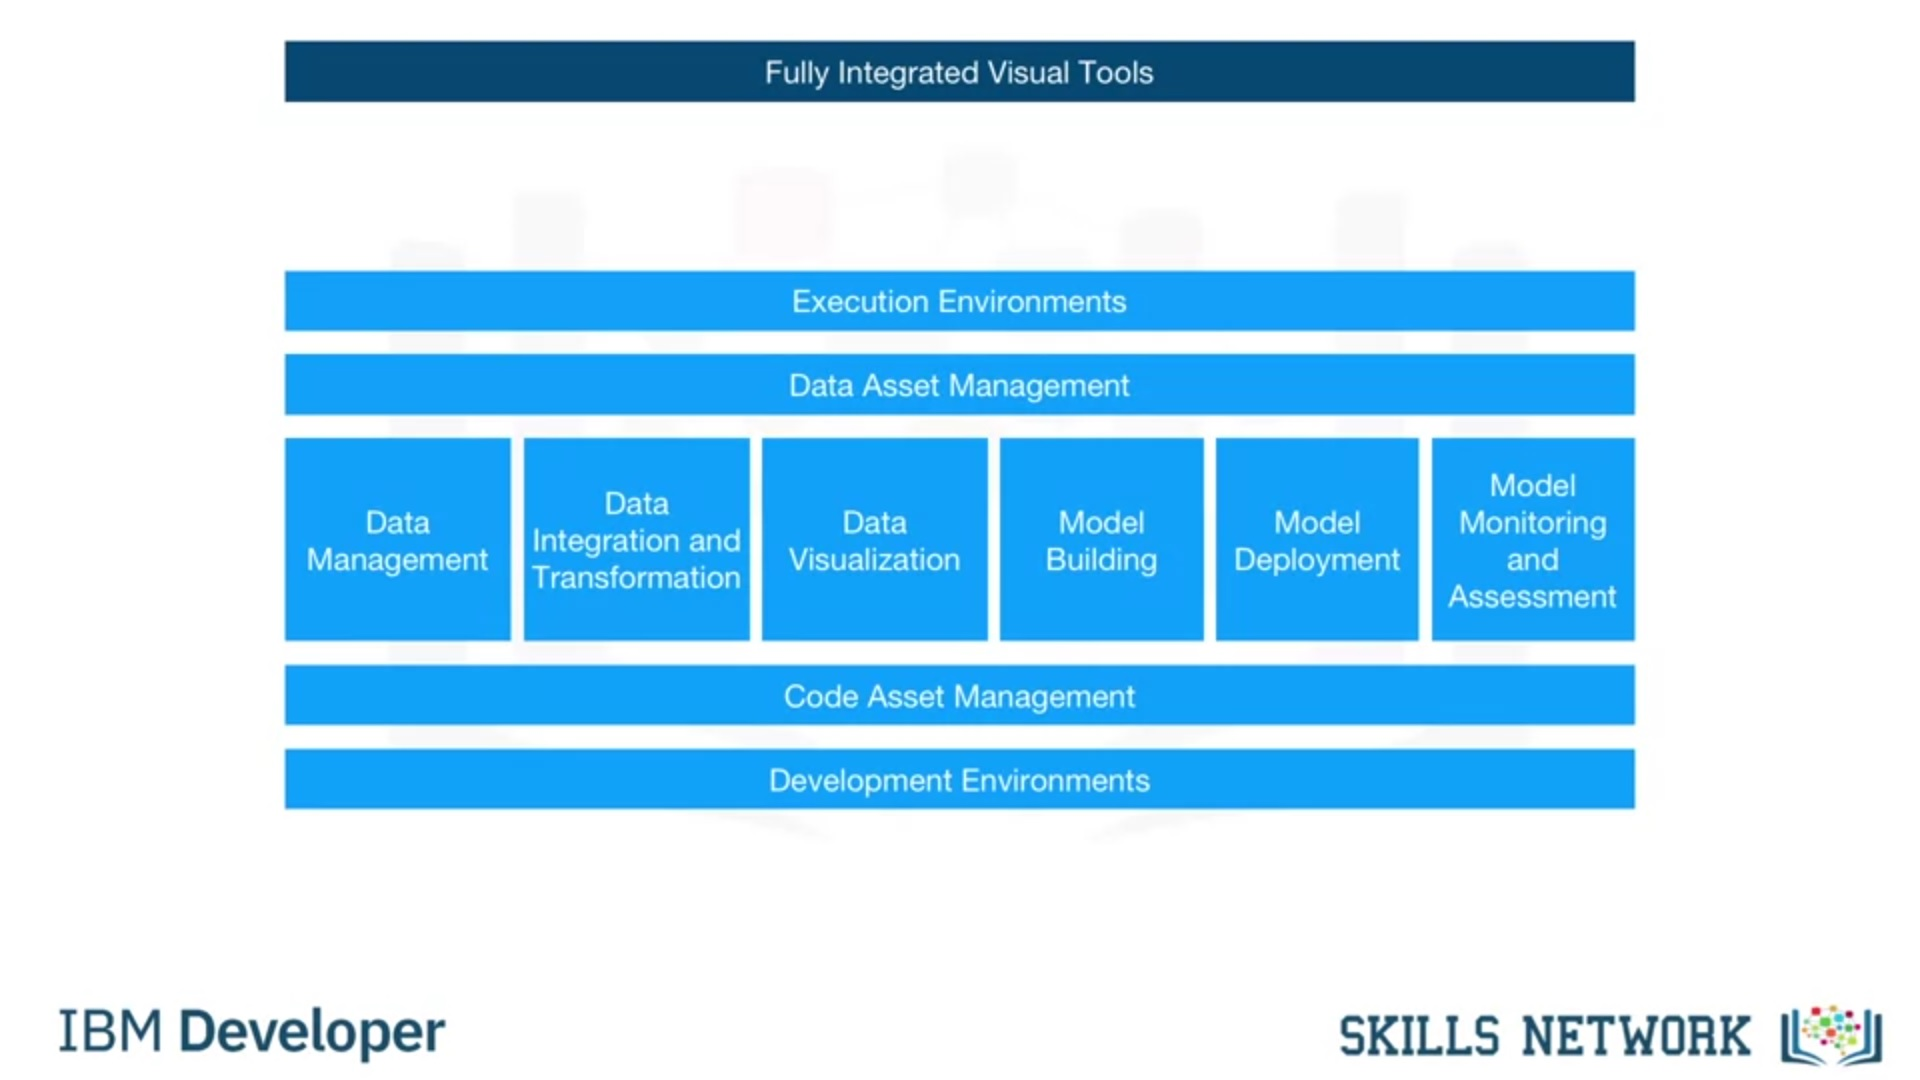 Fully Integrated Visual Tools
Execution Environments
Data Asset Management
Data
Management
Data
Integration and
Transformation
Data
Visualization
Model
Building
Model
Deployment
Model
Monitoring
and
Assessment
Code Asset Management
Development Environments
IBM Developer
SKILLS NETWORK